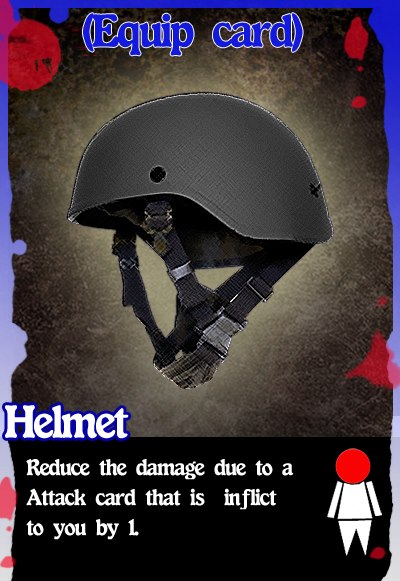 (Equip card)
Helmet
Reduce the damage due to a
Attack card that is inflict
to you by 1.